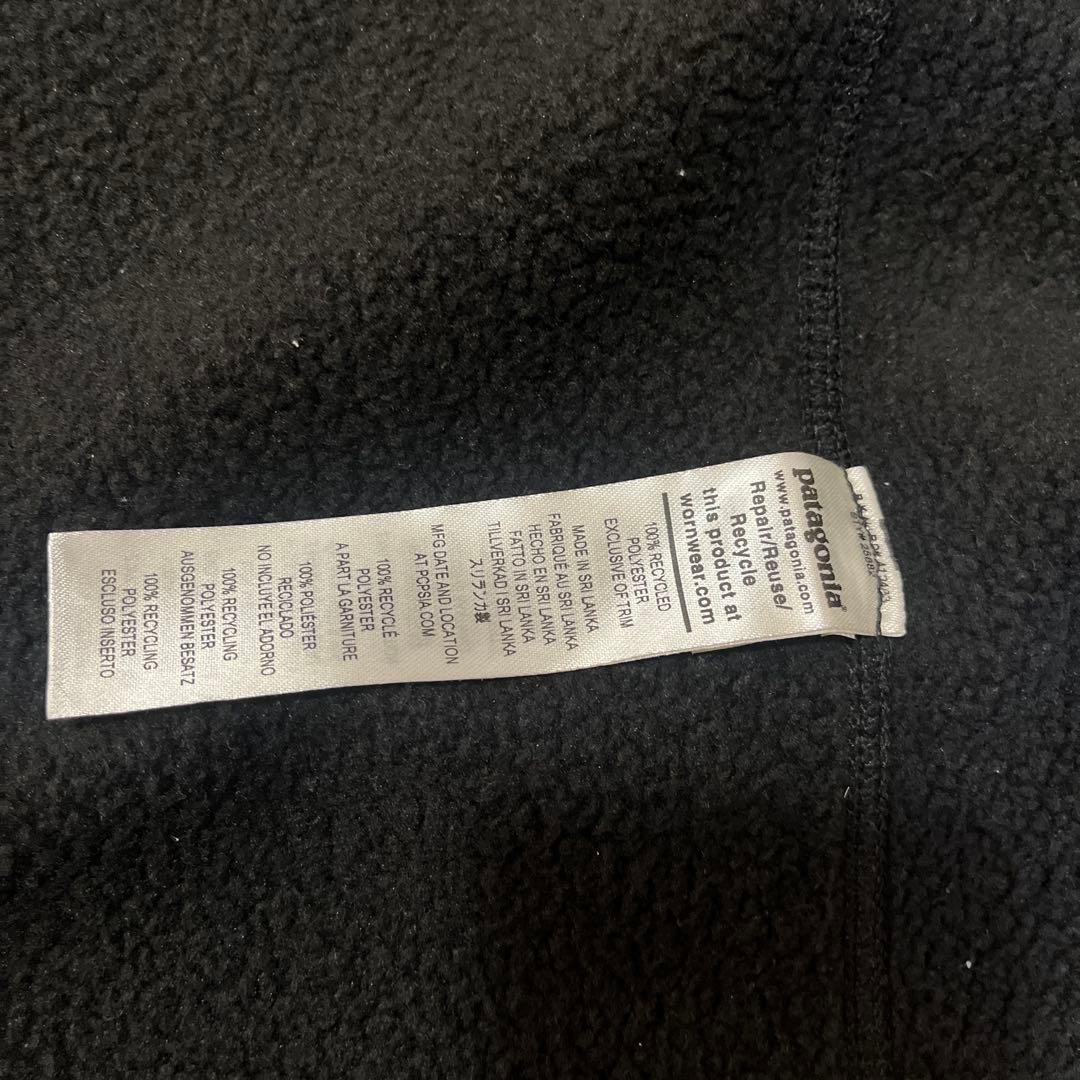 patagonia®
www.patagonia.com
Repair/Reuse/
Recycle
this product at
wornwear.com
100% RECYCLED
POLYESTER
EXCLUSIVE OF TRIM
MADE IN SRI LANKA
FABRIQUÉ AU SRI LANKA
HECHO EN SRI LANKA
FATTO IN SRI LANKA
TILLVERKAD I SRI LANKA
スリランカ製
MFG DATE AND LOCATION
AT PQPSIA.COM
100% RECYCLÉ
POLYESTER
A PART LA GARNITURE
100% POLIÉSTER
RECICLADO
NO INCLUYE EL ADORNO
100% RECYCLING
POLYESTER
AUSGENOMMEN BESATZ
100% RECYCLING
POLYESTER
ESCLUSO INSERTO